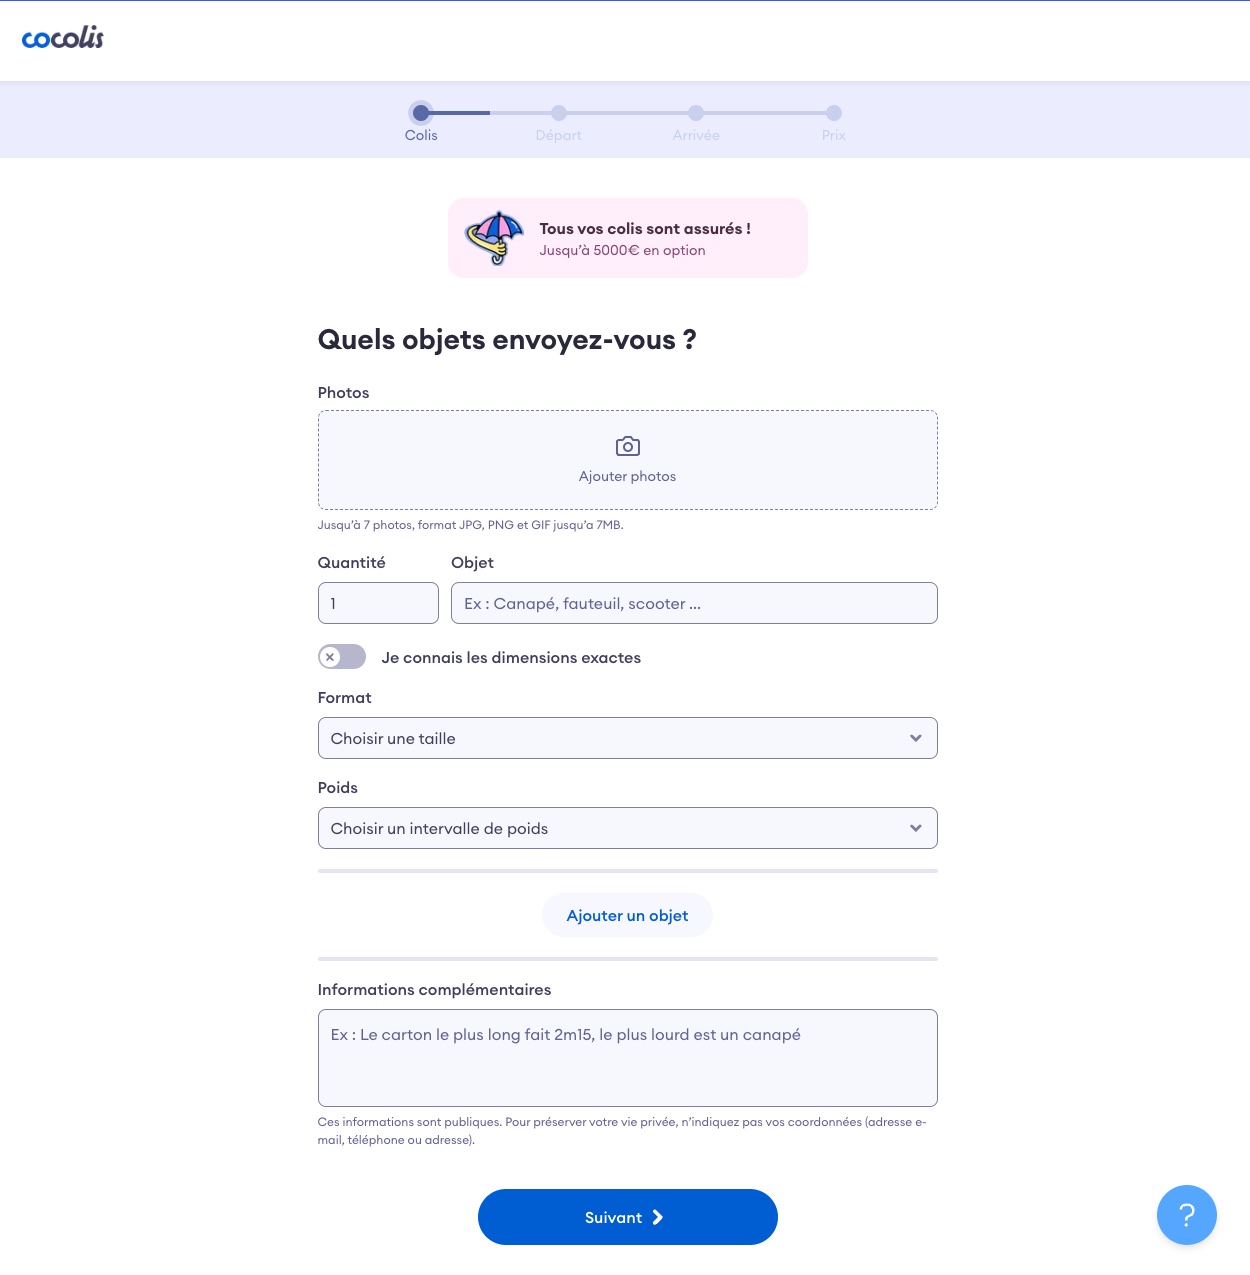 cocolis
Colis
Départ
Arrivée
Prix
Tous vos colis sont assurés !
Jusqu’à 5000€ en option
Quels objets envoyez-vous ?
Photos
Ajouter photos
Jusqu’à 7 photos, format JPG, PNG et GIF jusqu’a 7MB.
Quantité
Objet
1
Ex : Canapé, fauteuil, scooter ...
Je connais les dimensions exactes
Format
Choisir une taille
Poids
Choisir un intervalle de poids
Ajouter un objet
Informations complémentaires
Ex : Le carton le plus long fait 2m15, le plus lourd est un canapé
Ces informations sont publiques. Pour préserver votre vie privée, n’indiquez pas vos coordonnées (adresse e-
mail, téléphone ou adresse).
Suivant
?